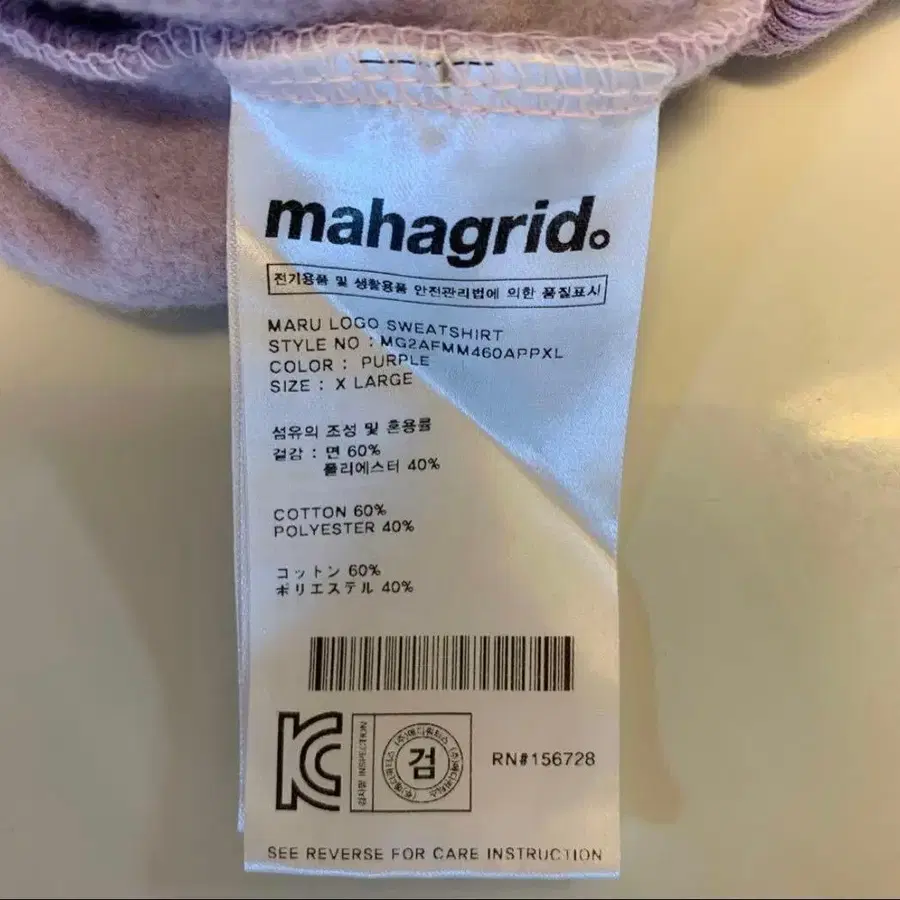 mahagrid.
전기용품 및 생활용품 안전관리법에 의한 품질표시
MARU LOGO SWEATSHIRT
STYLE NO : MG2AFMM460APPXL
COLOR : PURPLE
SIZE : X LARGE
섬유의 조성 및 혼용률
겉감 : 면 60%
폴리에스터 40%
COTTON 60%
POLYESTER 40%
コットン 60%
ポリエステル 40%
KC
INSPECTION
검
RN#156728
SEE REVERSE FOR CARE INSTRUCTION